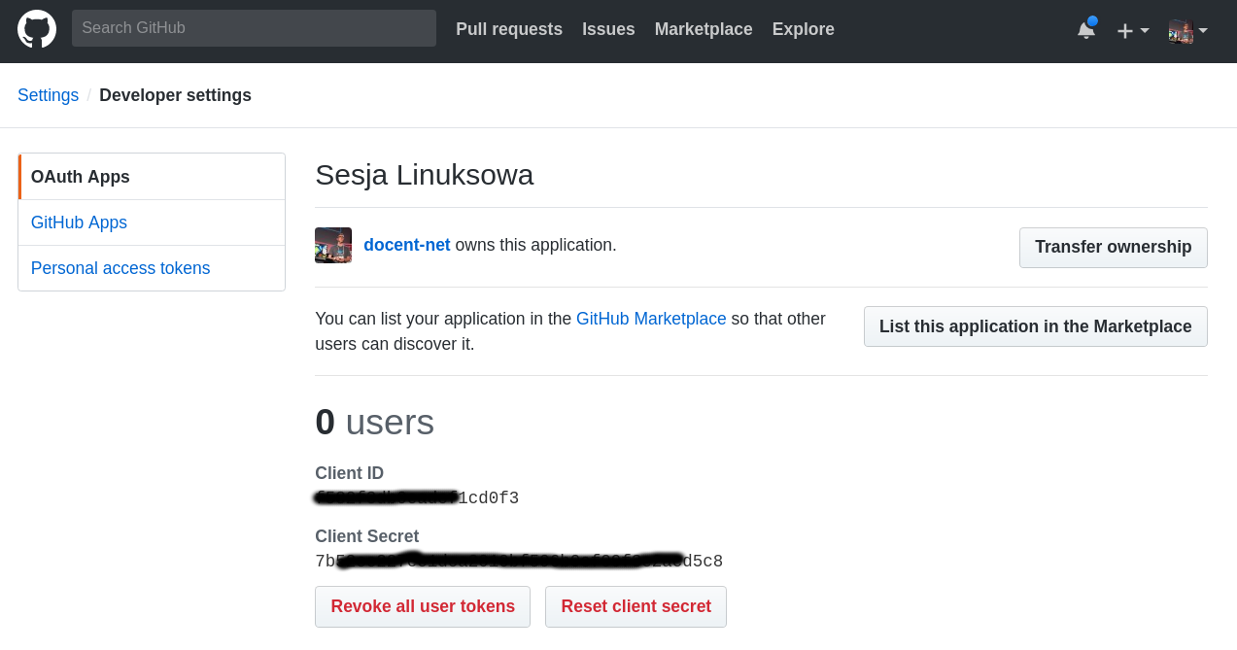 Search GitHub
Pull requests Issues Marketplace Explore
Settings / Developer settings
OAuth Apps
GitHub Apps
Personal access tokens
Sesja Linuksowa
docent-net owns this application.
Transfer ownership
You can list your application in the GitHub Marketplace so that other
users can discover it.
List this application in the Marketplace
0 users
Client ID
1cd0f3
Client Secret
7b
d5c8
Revoke all user tokens
Reset client secret